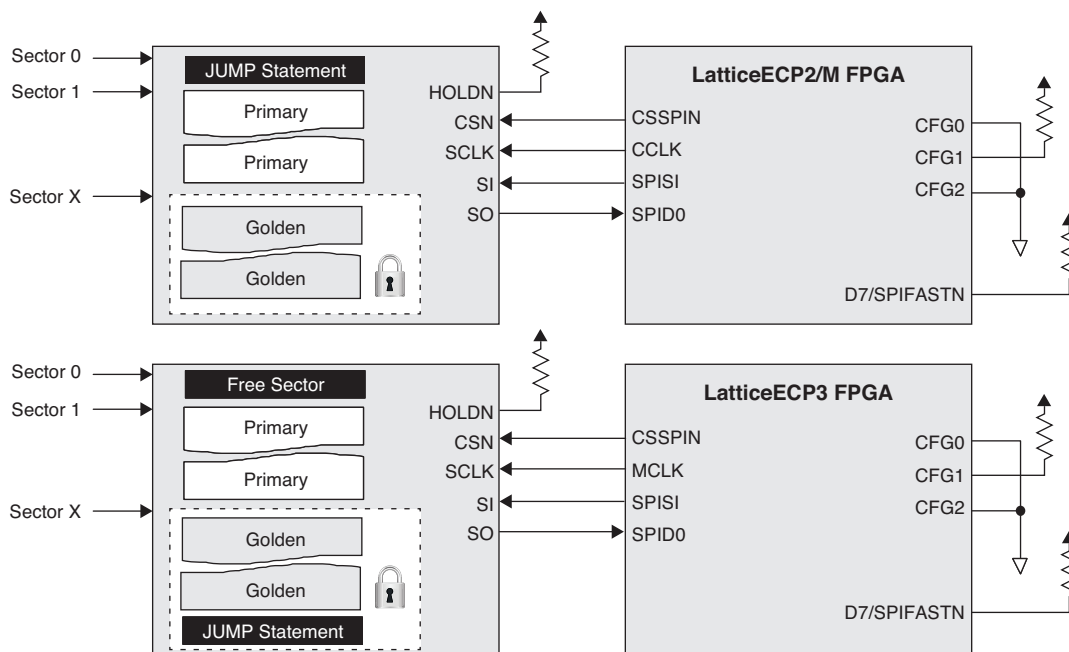 Sector 0
Sector 1
Sector X
JUMP Statement
Primary
Primary
Golden
Golden
HOLDN
CSN
SCLK
SI
SO
LatticeECP2/M FPGA
CSSPIN
CCLK
SPISI
SPID0
CFG0
CFG1
CFG2
D7/SPIFASTN
Sector 0
Sector 1
Sector X
Free Sector
Primary
Primary
Golden
Golden
JUMP Statement
HOLDN
CSN
SCLK
SI
SO
LatticeECP3 FPGA
CSSPIN
MCLK
SPISI
SPID0
CFG0
CFG1
CFG2
D7/SPIFASTN